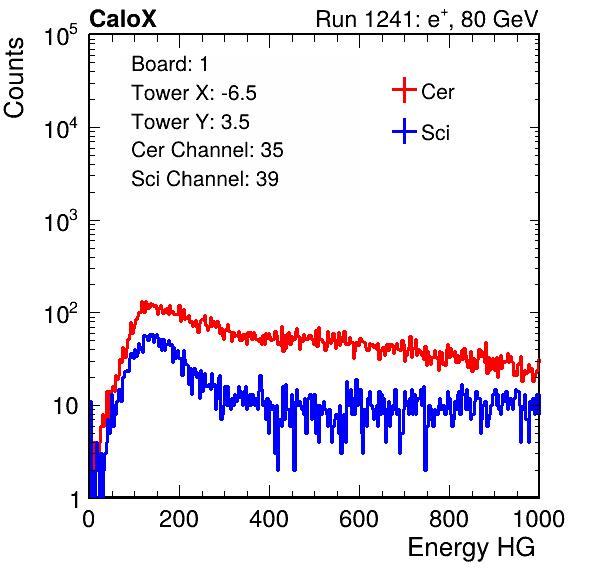 CaloX Run 1241: e⁺, 80 GeV
Counts
Board: 1
Tower X: -6.5
Tower Y: 3.5
Cer Channel: 35
Sci Channel: 39
Cer
Sci
10⁵
10⁴
10³
10²
10
1
0 200 400 600 800 1000
Energy HG